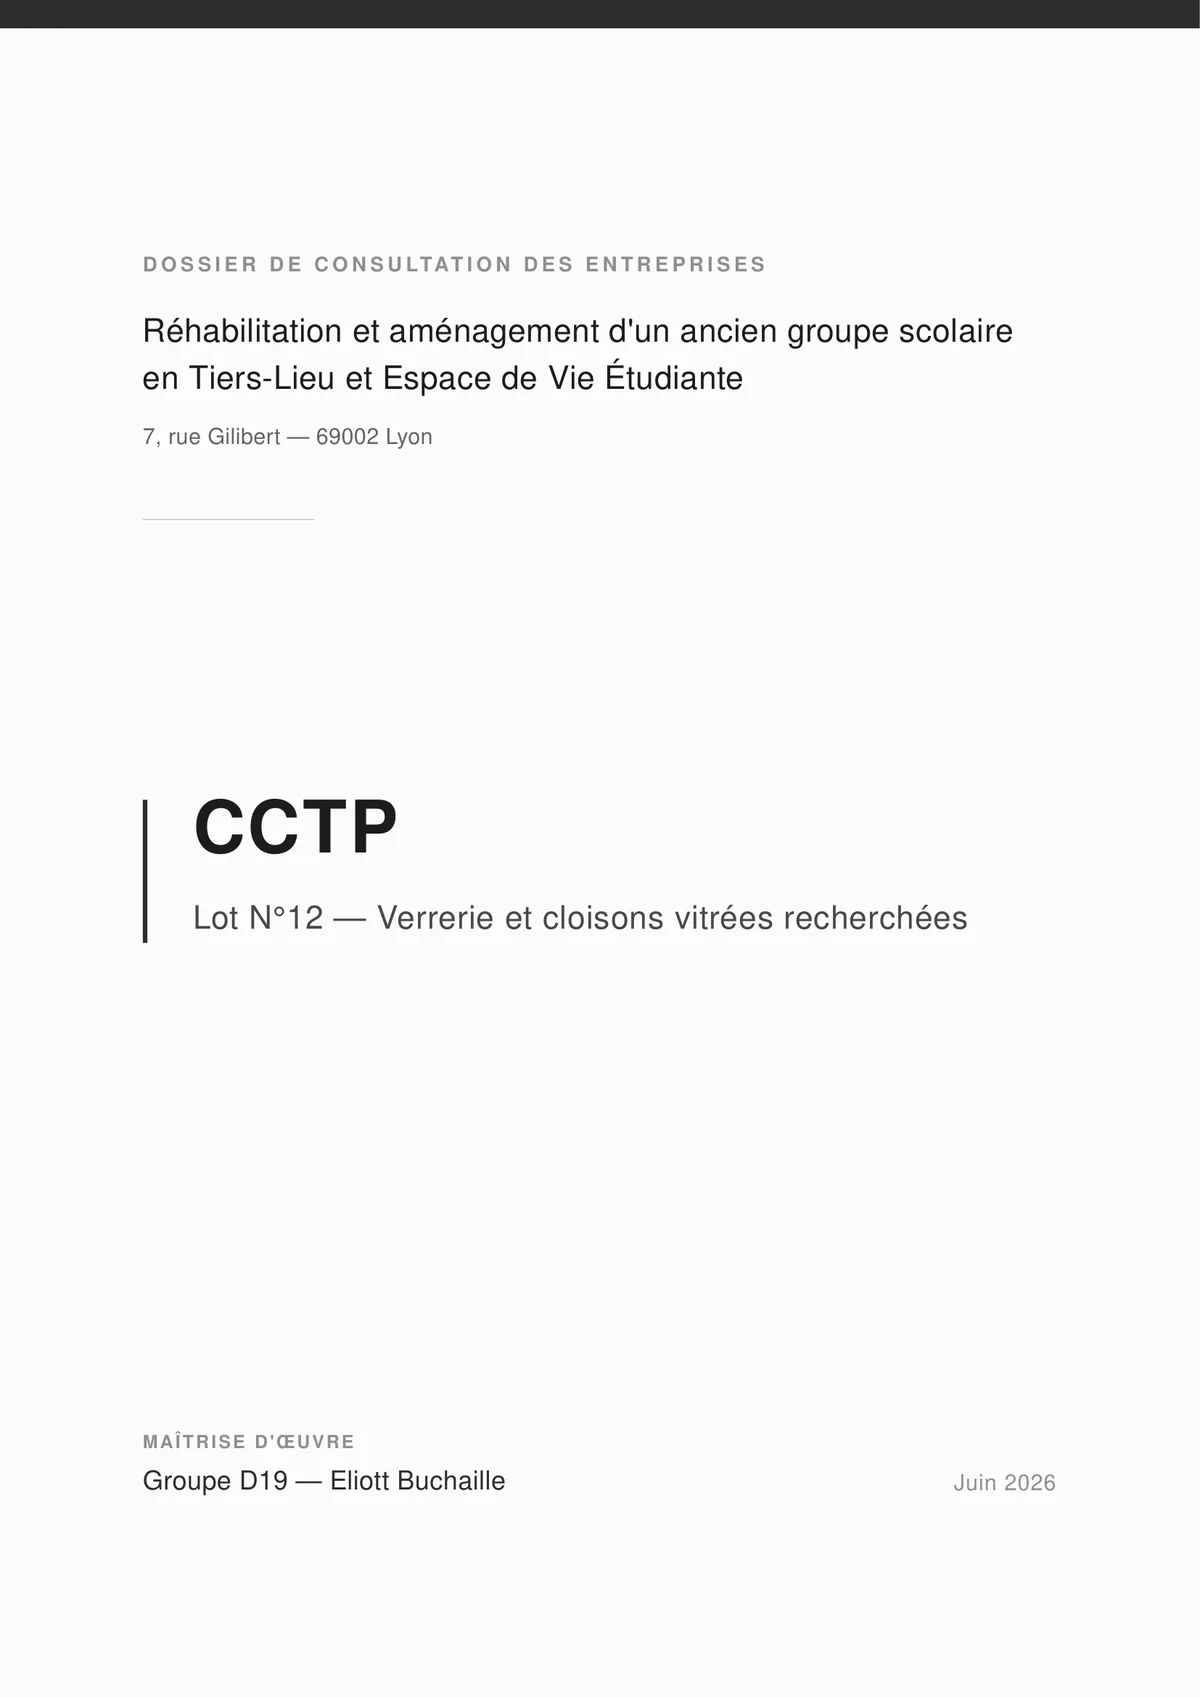 DOSSIER DE CONSULTATION DES ENTREPRISES
Réhabilitation et aménagement d'un ancien groupe scolaire
en Tiers-Lieu et Espace de Vie Étudiante
7, rue Gilibert — 69002 Lyon
CCTP
Lot N°12 — Verrerie et cloisons vitrées recherchées
MAÎTRISE D'ŒUVRE
Groupe D19 — Eliott Buchaille
Juin 2026